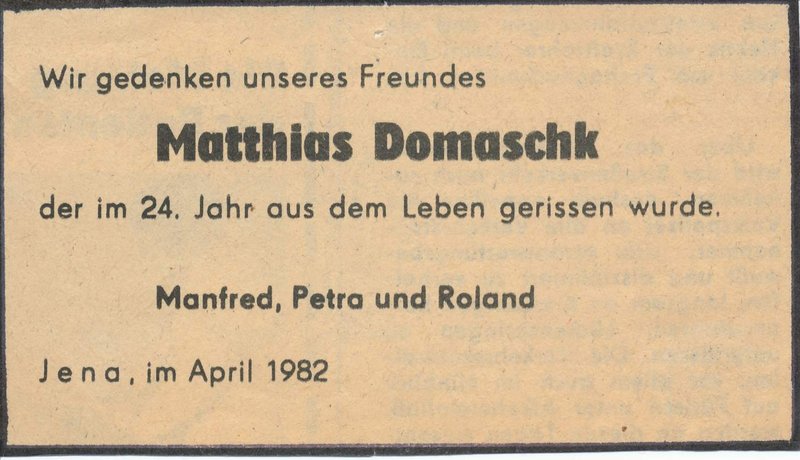 Wir gedenken unseres Freundes
Matthias Domaschk
der im 24. Jahr aus dem Leben gerissen wurde.
Manfred, Petra und Roland
Jena, im April 1982